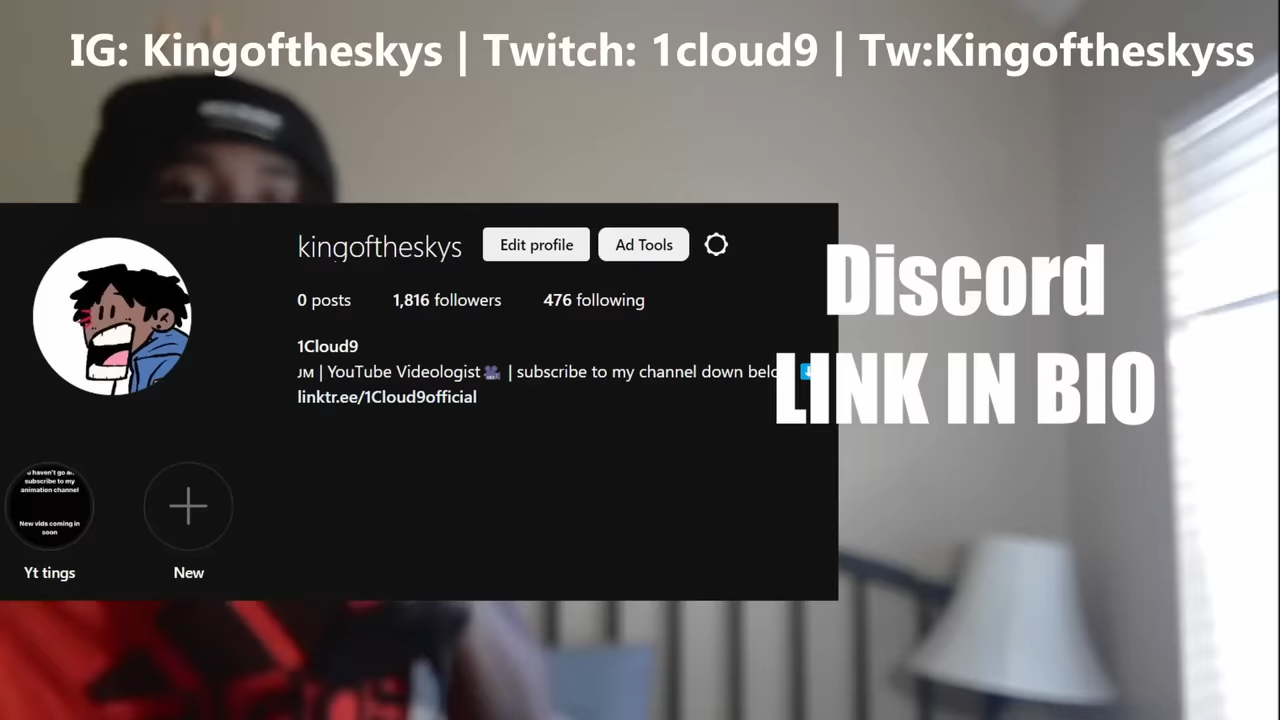 IG: Kingoftheskys | Twitch: 1cloud9 | Tw:Kingoftheskyss
kingoftheskys Edit profile Ad Tools
0 posts 1,816 followers 476 following
Discord
1Cloud9
ᴊᴍ | YouTube Videologist🎥 | subscribe to my channel down belo ⬇
linktr.ee/1Cloud9official
LINK IN BIO
subscribe to my
animation channel
New vids coming in
soon
Yt tings
New